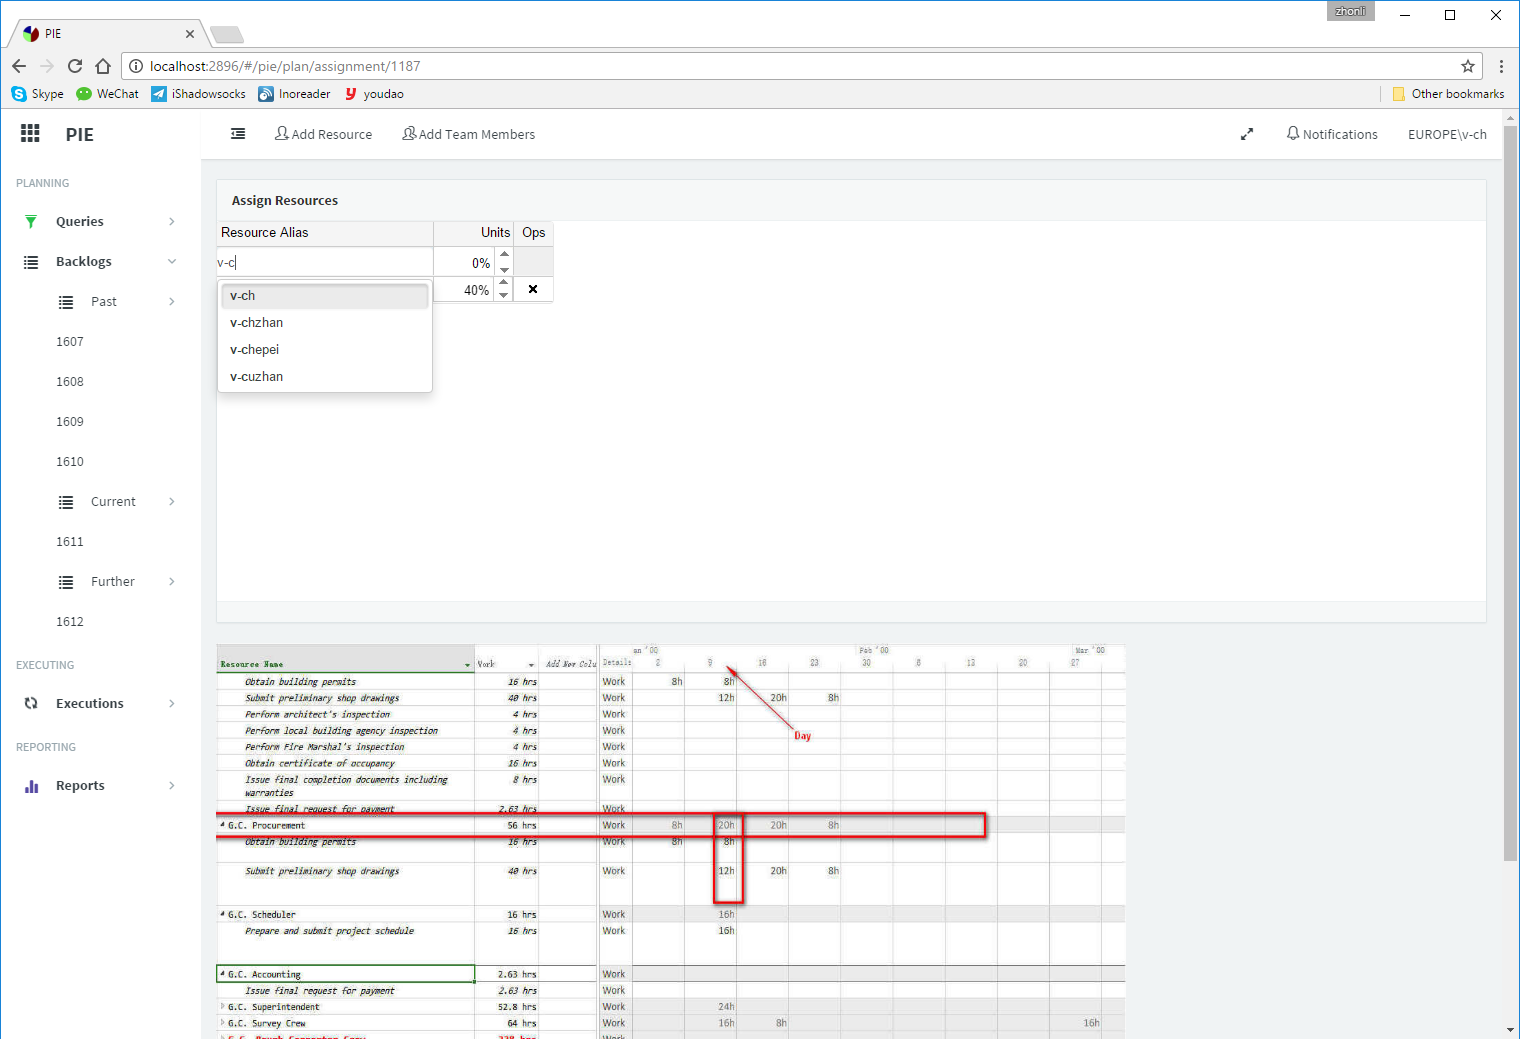 zhonli
PIE
localhost:2896/#/pie/plan/assignment/1187
Skype WeChat iShadowsocks Inoreader youdao Other bookmarks
PIE Add Resource Add Team Members Notifications EUROPE\v-ch
PLANNING
Queries
Backlogs
Past
1607
1608
1609
1610
Current
1611
Further
1612
EXECUTING
Executions
REPORTING
Reports
Assign Resources
Resource Alias Units Ops
v-c 0%
40%
v-ch
v-chzhan
v-chepei
v-cuzhan
an '00 Feb '00 Mar '00
Resource Name Work Add New Colu Details 2 9 16 23 30 6 13 20 27
Obtain building permits 16 hrs Work 8h 8h
Submit preliminary shop drawings 40 hrs Work 12h 20h 8h
Day
Perform architect's inspection 4 hrs Work
Perform local building agency inspection 4 hrs Work
Perform Fire Marshal's inspection 4 hrs Work
Obtain certificate of occupancy 16 hrs Work
Issue final completion documents including 8 hrs Work
warranties
Issue final request for payment 2.63 hrs Work
G.C. Procurement 56 hrs Work 8h 20h 20h 8h
Obtain building permits 16 hrs Work 8h 8h
Submit preliminary shop drawings 40 hrs Work 12h 20h 8h
G.C. Scheduler 16 hrs Work 16h
Prepare and submit project schedule 16 hrs Work 16h
G.C. Accounting 2.63 hrs Work
Issue final request for payment 2.63 hrs Work
G.C. Superintendent 52.8 hrs Work 24h
G.C. Survey Crew 64 hrs Work 16h 8h 16h